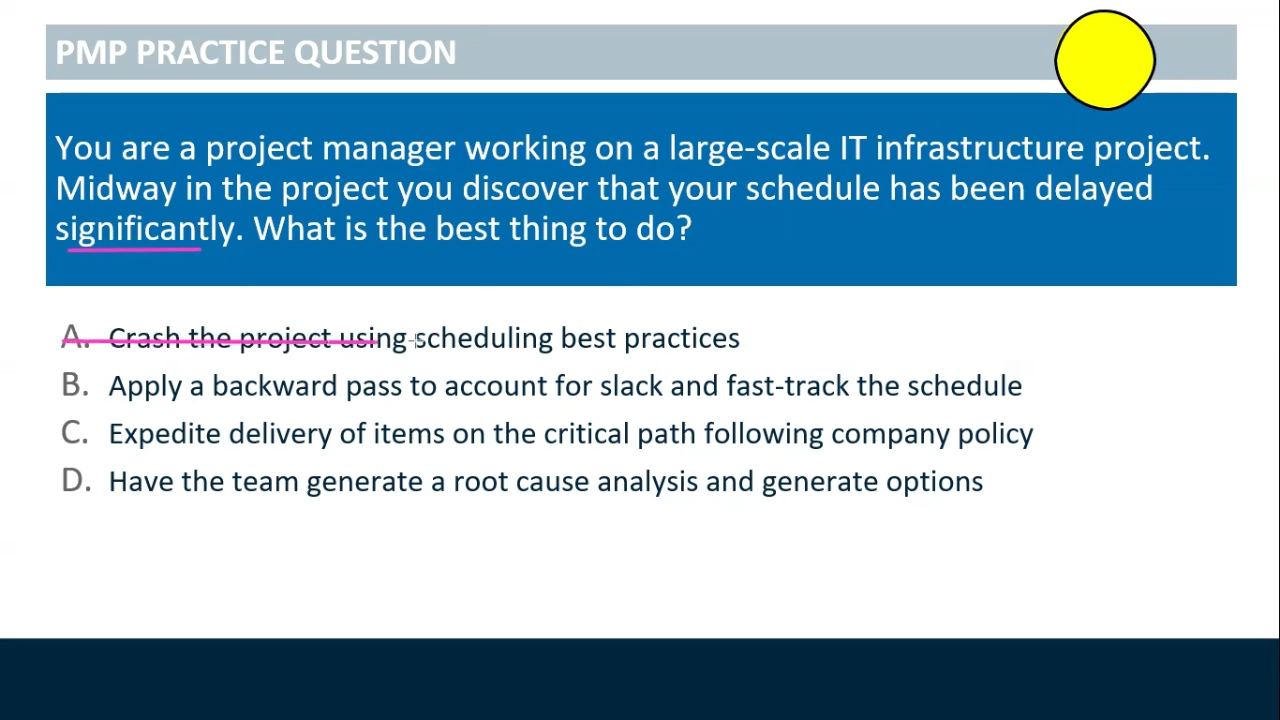 PMP PRACTICE QUESTION
You are a project manager working on a large-scale IT infrastructure project.
Midway in the project you discover that your schedule has been delayed
significantly. What is the best thing to do?
A. Crash the project using scheduling best practices
B. Apply a backward pass to account for slack and fast-track the schedule
C. Expedite delivery of items on the critical path following company policy
D. Have the team generate a root cause analysis and generate options